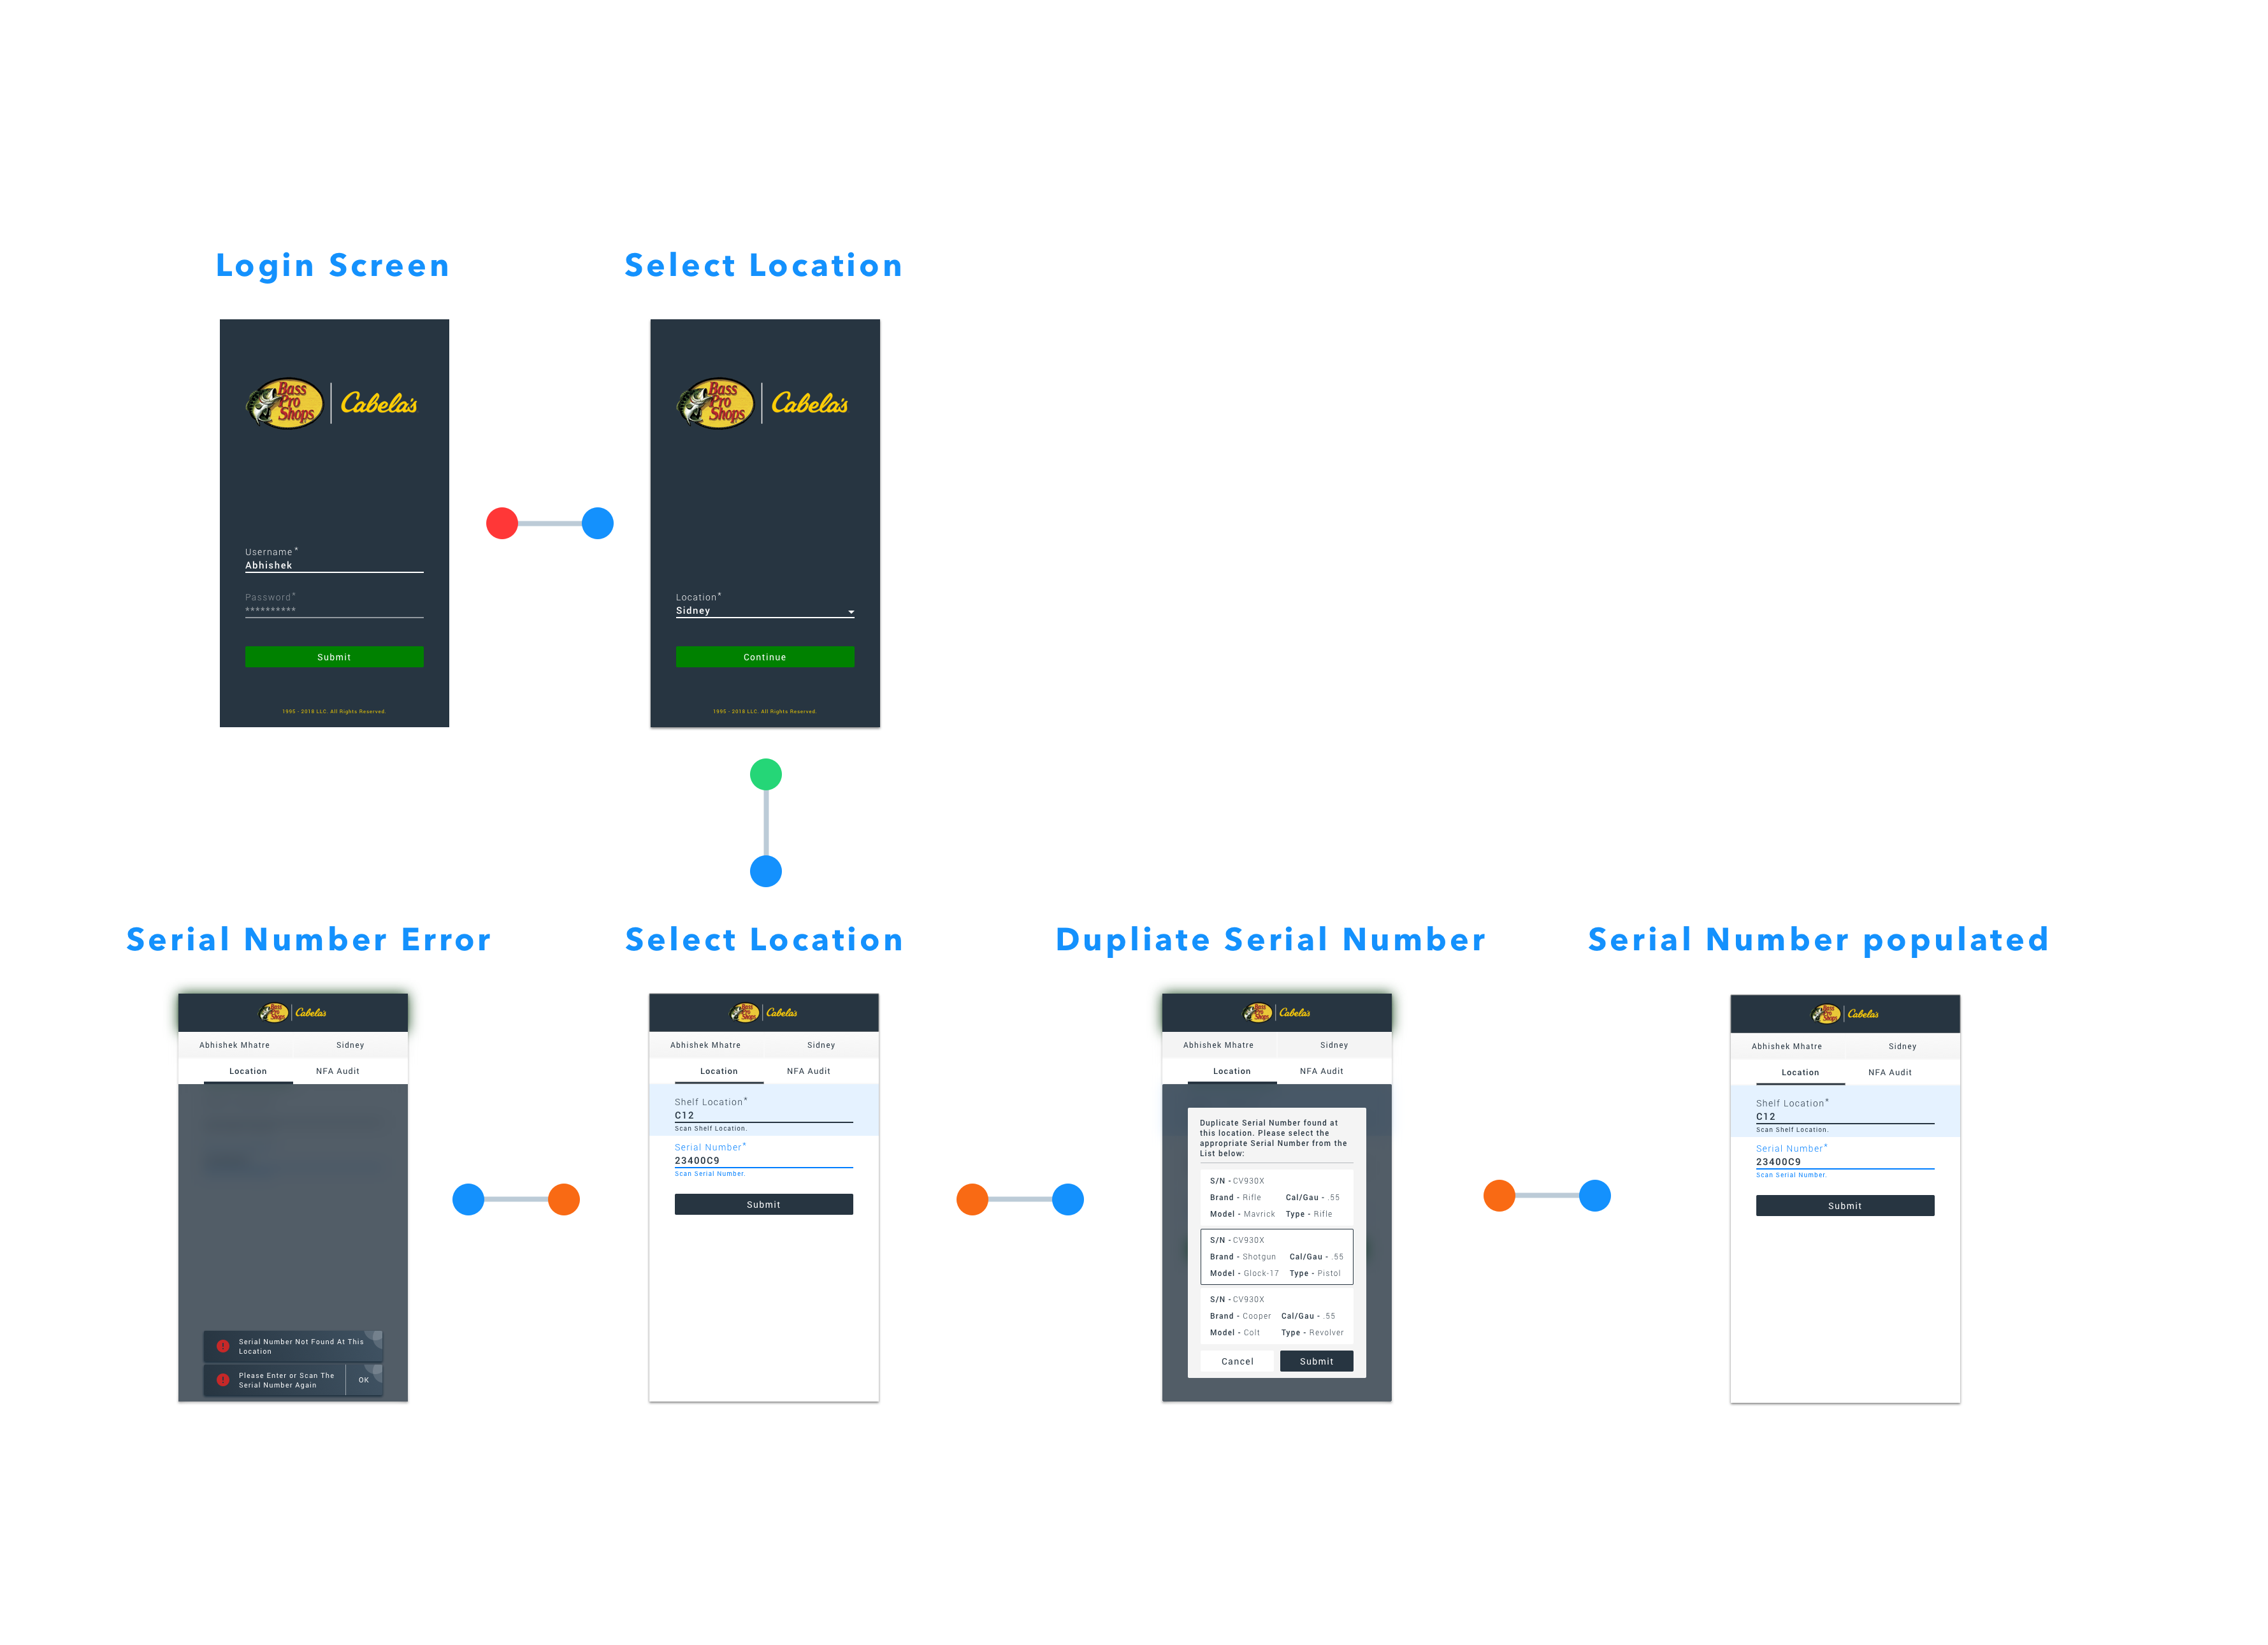 Login Screen
Select Location
Bass
Pro
Shops
Cabela's
Username*
Abhishek
Password*
**********
Submit
1995 - 2018 LLC. All Rights Reserved.
Bass
Pro
Shops
Cabela's
Location*
Sidney
Continue
1995 - 2018 LLC. All Rights Reserved.
Serial Number Error
Select Location
Dupliate Serial Number
Serial Number populated
Bass
Pro
Shops
Cabela's
Abhishek Mhatre Sidney
Location NFA Audit
Serial Number Not Found At This
Location
Please Enter or Scan The
Serial Number Again
OK
Bass
Pro
Shops
Cabela's
Abhishek Mhatre Sidney
Location NFA Audit
Shelf Location*
C12
Scan Shelf Location.
Serial Number*
23400C9
Scan Serial Number.
Submit
Bass
Pro
Shops
Cabela's
Abhishek Mhatre Sidney
Location NFA Audit
Duplicate Serial Number found at
this location. Please select the
appropriate Serial Number from the
List below:
S/N - CV930X
Brand - Rifle Cal/Gau - .55
Model - Mavrick Type - Rifle
S/N - CV930X
Brand - Shotgun Cal/Gau - .55
Model - Glock-17 Type - Pistol
S/N - CV930X
Brand - Cooper Cal/Gau - .55
Model - Colt Type - Revolver
Cancel Submit
Bass
Pro
Shops
Cabela's
Abhishek Mhatre Sidney
Location NFA Audit
Shelf Location*
C12
Scan Shelf Location.
Serial Number*
23400C9
Scan Serial Number.
Submit